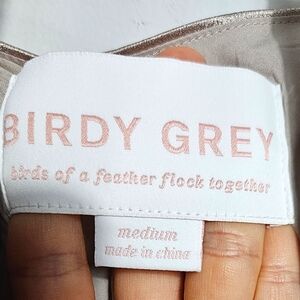 BIRDY GREY
birds of a feather flock together
medium
made in china